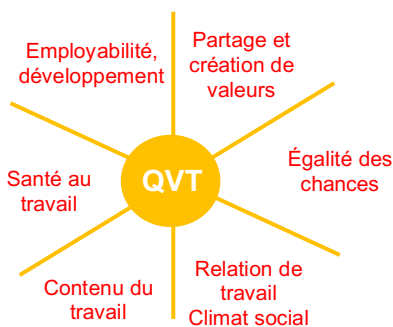 Employabilité,
développement
Partage et
création de
valeurs
Égalité des
chances
Santé au
travail
QVT
Contenu du
travail
Relation de
travail
Climat social